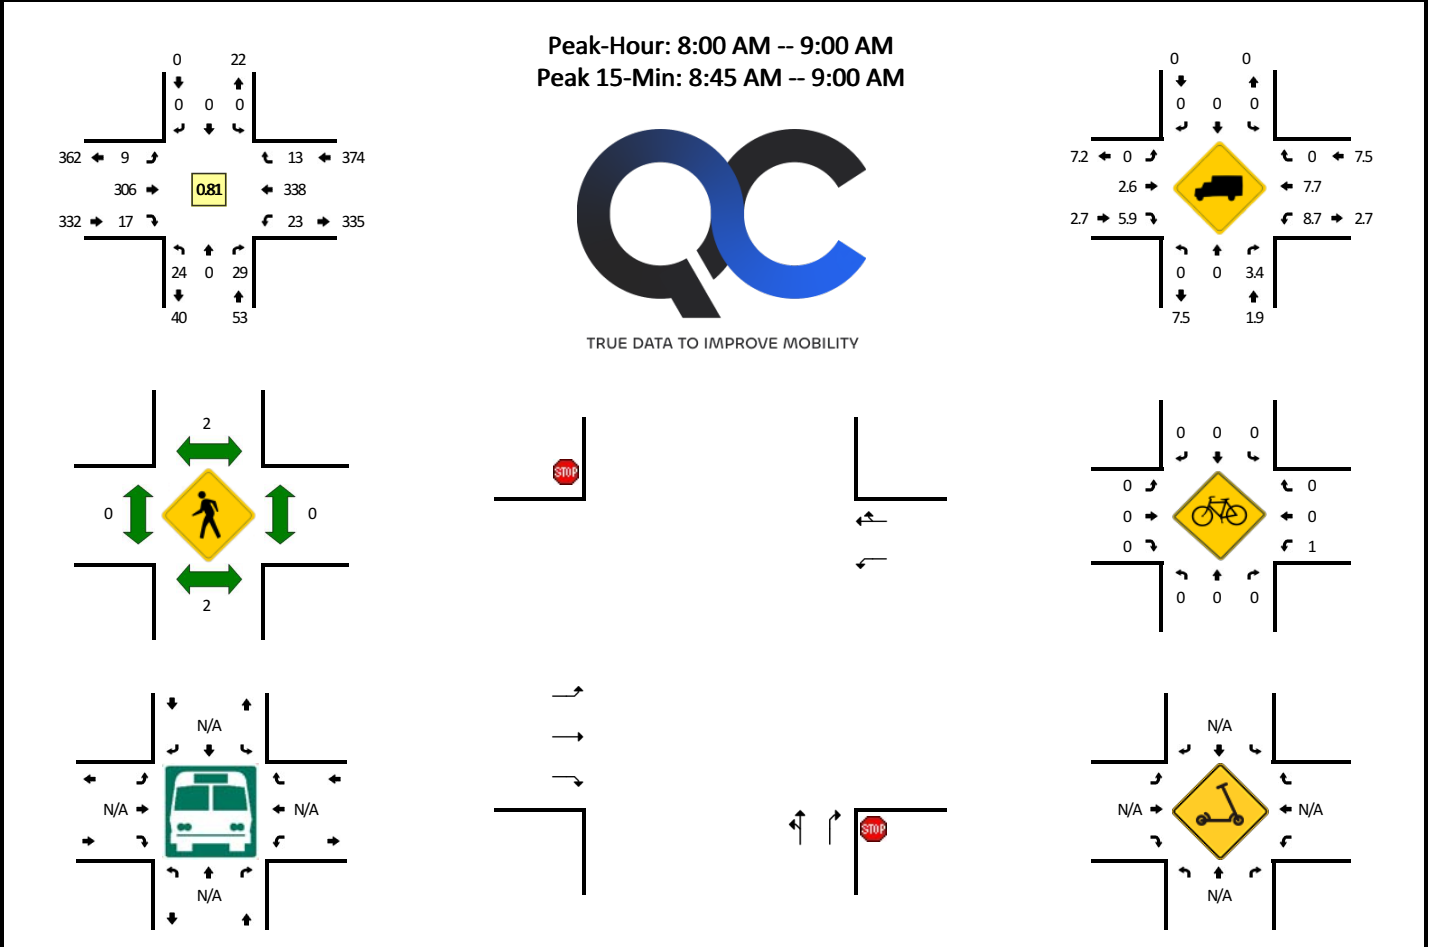 Peak-Hour: 8:00 AM -- 9:00 AM
Peak 15-Min: 8:45 AM -- 9:00 AM
QC
TRUE DATA TO IMPROVE MOBILITY
0 22
0 0 0
362 9 13 374
306 0.81 338
332 17 23 335
24 0 29
40 53
0 0
0 0 0
7.2 0 0 7.5
2.6 7.7
2.7 5.9 8.7 2.7
0 0 3.4
7.5 1.9
2
0 0
2
STOP
STOP
0 0 0
0 0
0 0
0 1
0 0 0
N/A
N/A N/A
N/A
N/A
N/A N/A
N/A